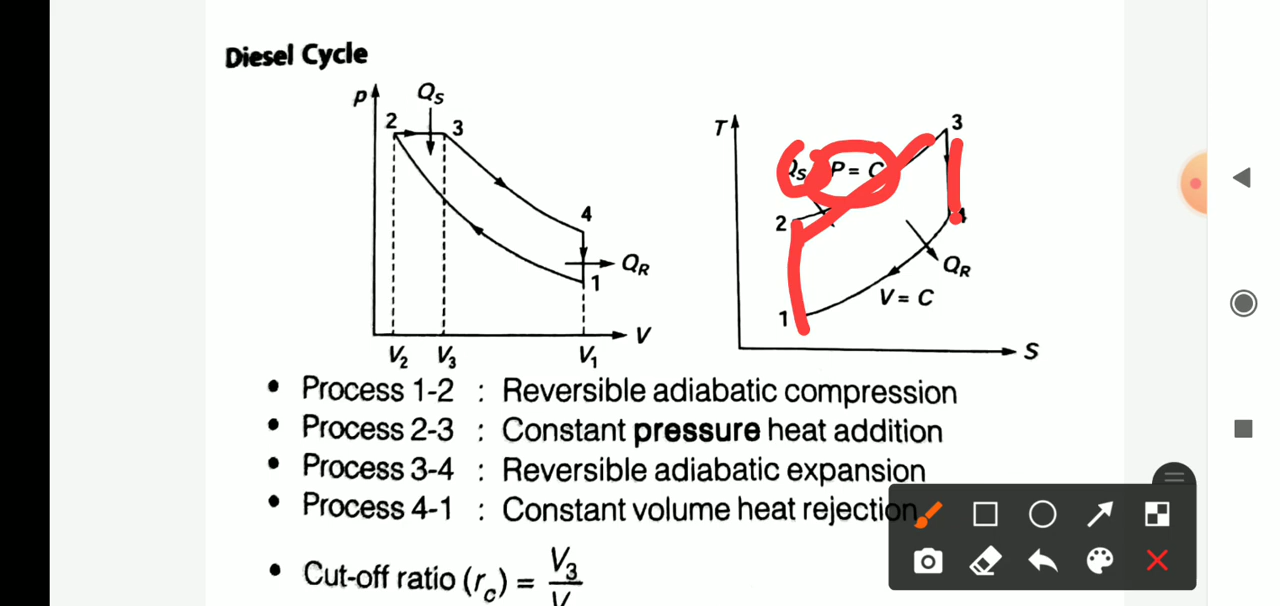 Diesel Cycle
P
Qs
2
3
4
QR
1
V
V2 V3 V1
T
3
Qs P = C
2
4
QR
V = C
1
S
• Process 1-2 : Reversible adiabatic compression
• Process 2-3 : Constant pressure heat addition
• Process 3-4 : Reversible adiabatic expansion
• Process 4-1 : Constant volume heat rejection
• Cut-off ratio (rc) = V3